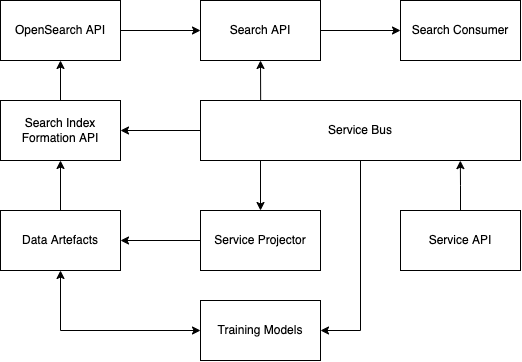 OpenSearch API
Search API
Search Consumer
Search Index
Formation API
Service Bus
Data Artefacts
Service Projector
Service API
Training Models